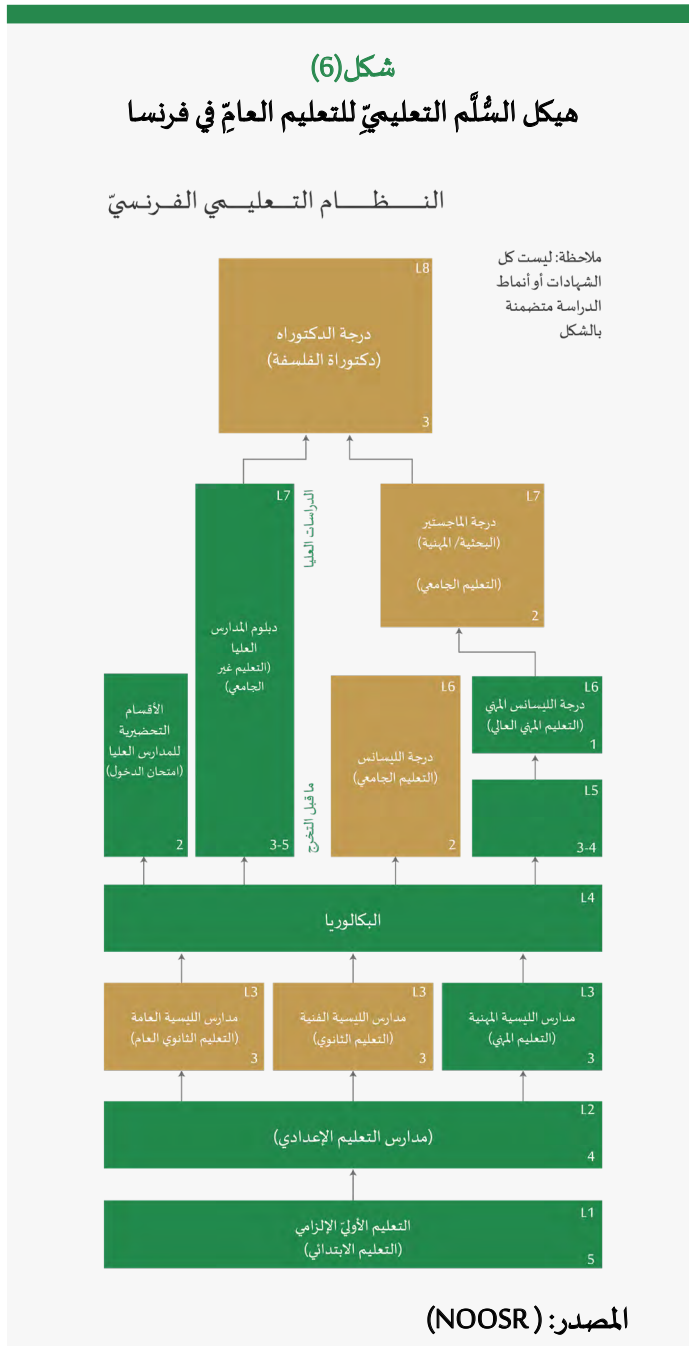 شكل(6)
هيكل السُّلَّم التعليميِّ للتعليم العامِّ في فرنسا
النـــــظـــــام التـــعليـــمي الفـرنـسيّ
ملاحظة: ليست كل
الشهادات أو أنماط
الدراسة متضمنة
بالشكل
L8
درجة الدكتوراه
(دكتوراة الفلسفة)
3
L7
درجة الماجستير
(البحثية/ المهنية)
(التعليم الجامعي)
2
الدراسات العليا
L7
دبلوم المدارس
العليا
(التعليم غير
الجامعي)
3-5
ما قبل التخرج
L6
درجة الليسانس المهني
(التعليم المهني العالي)
1
L6
درجة الليسانس
(التعليم الجامعي)
2
الأقسام
التحضيرية
للمدارس العليا
(امتحان الدخول)
2
L5
3-4
L4
البكالوريا
L3
مدارس الليسية المهنية
(التعليم المهني)
3
L3
مدارس الليسية الفنية
(التعليم الثانوي)
3
L3
مدارس الليسية العامة
(التعليم الثانوي العام)
3
L2
(مدارس التعليم الإعدادي)
4
L1
التعليم الأوليّ الإلزامي
(التعليم الابتدائي)
5
المصدر: (NOOSR)